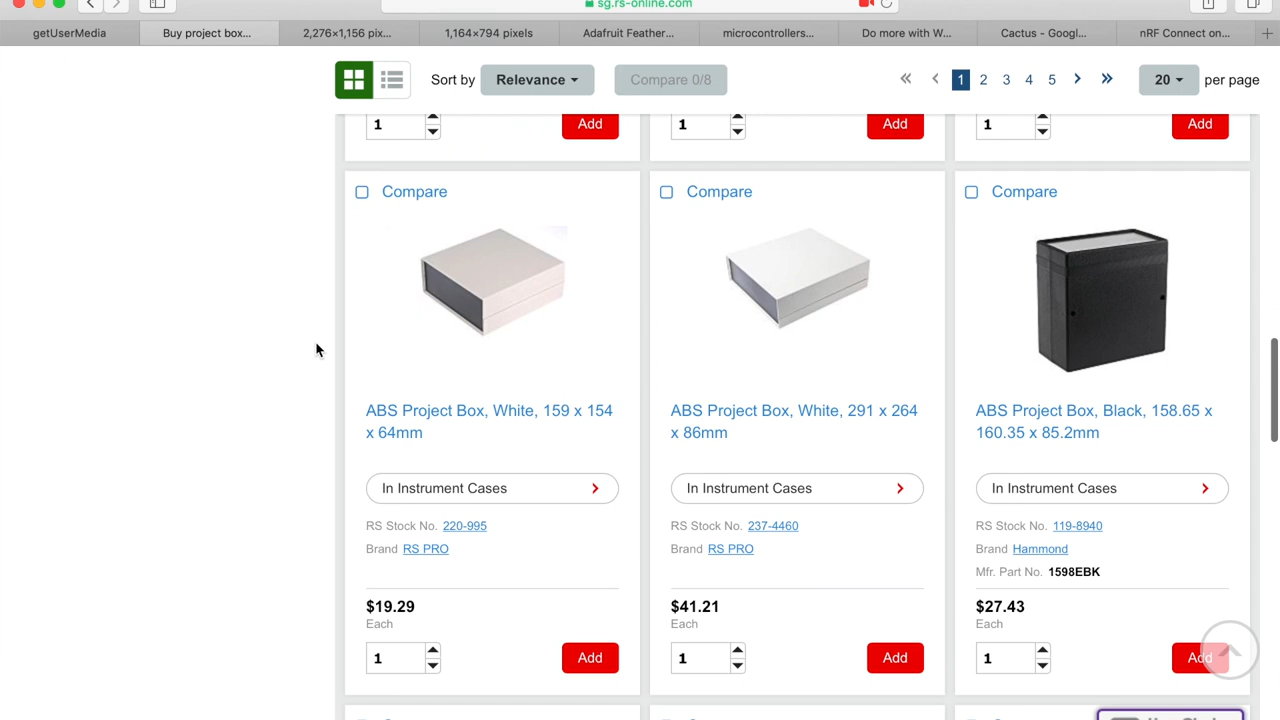 sg.rs-online.com
getUserMedia
Buy project box...
2,276×1,156 pix...
1,164×794 pixels
Adafruit Feather...
microcontrollers...
Do more with W...
Cactus - Googl...
nRF Connect on...
Sort by
Relevance
Compare 0/8
1 2 3 4 5
20
per page
1
Add
1
Add
1
Add
Compare
ABS Project Box, White, 159 x 154
x 64mm
In Instrument Cases
RS Stock No. 220-995
Brand RS PRO
$19.29
Each
1
Add
Compare
ABS Project Box, White, 291 x 264
x 86mm
In Instrument Cases
RS Stock No. 237-4460
Brand RS PRO
$41.21
Each
1
Add
Compare
ABS Project Box, Black, 158.65 x
160.35 x 85.2mm
In Instrument Cases
RS Stock No. 119-8940
Brand Hammond
Mfr. Part No. 1598EBK
$27.43
Each
1
Add